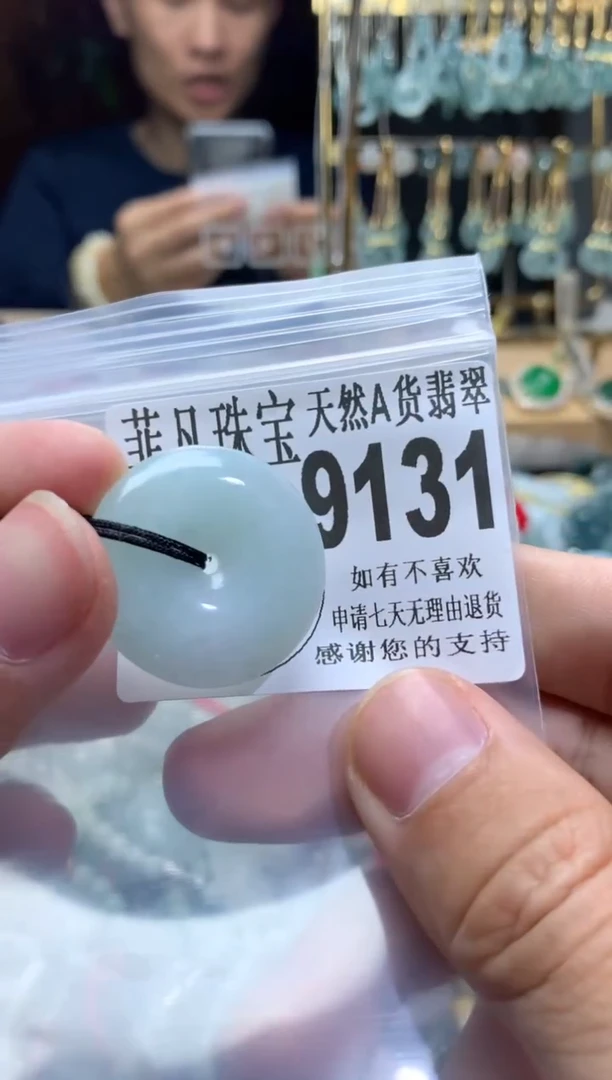 菲凡珠宝 天然A货翡翠
9131
如有不喜欢
申请七天无理由退货
感谢您的支持